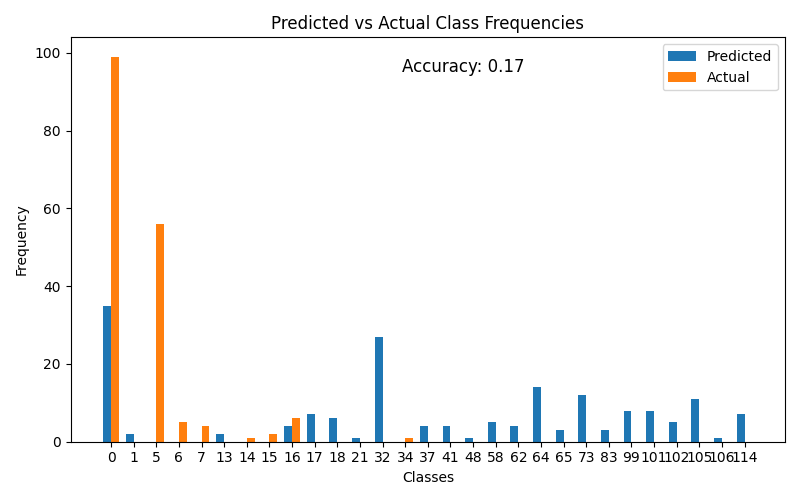 Predicted vs Actual Class Frequencies
Accuracy: 0.17
Predicted
Actual
Frequency
100
80
60
40
20
0
0 1 5 6 7 13 14 15 16 17 18 21 32 34 37 41 48 58 62 64 65 73 83 99 101 102 105 106 114
Classes